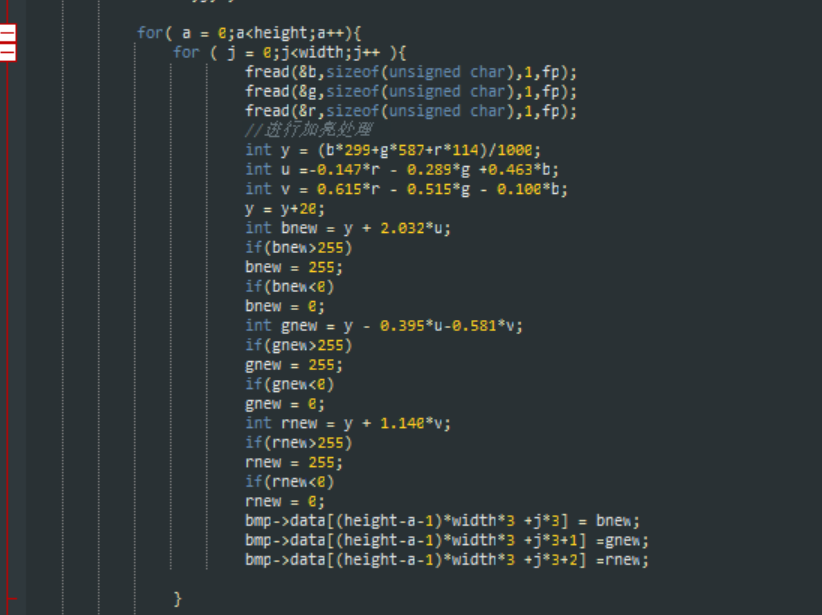 for( a = 0;a<height;a++){
for ( j = 0;j<width;j++ ){
fread(&b,sizeof(unsigned char),1,fp);
fread(&g,sizeof(unsigned char),1,fp);
fread(&r,sizeof(unsigned char),1,fp);
//进行加亮处理
int y = (b*299+g*587+r*114)/1000;
int u =-0.147*r - 0.289*g +0.463*b;
int v = 0.615*r - 0.515*g - 0.100*b;
y = y+20;
int bnew = y + 2.032*u;
if(bnew>255)
bnew = 255;
if(bnew<0)
bnew = 0;
int gnew = y - 0.395*u-0.581*v;
if(gnew>255)
gnew = 255;
if(gnew<0)
gnew = 0;
int rnew = y + 1.140*v;
if(rnew>255)
rnew = 255;
if(rnew<0)
rnew = 0;
bmp->data[(height-a-1)*width*3 +j*3] = bnew;
bmp->data[(height-a-1)*width*3 +j*3+1] =gnew;
bmp->data[(height-a-1)*width*3 +j*3+2] =rnew;
}